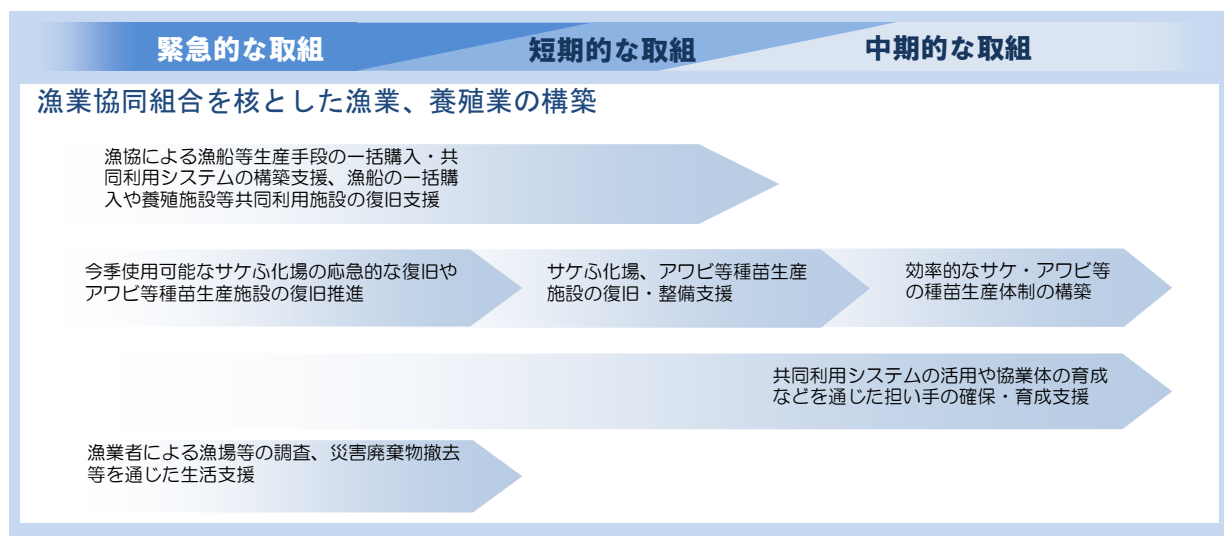 緊急的な取組 短期的な取組 中期的な取組
漁業協同組合を核とした漁業、養殖業の構築
漁協による漁船等生産手段の一括購入・共
同利用システムの構築支援、漁船の一括購
入や養殖施設等共同利用施設の復旧支援
今季使用可能なサケふ化場の応急的な復旧や
アワビ等種苗生産施設の復旧推進
サケふ化場、アワビ等種苗生産
施設の復旧・整備支援
効率的なサケ・アワビ等
の種苗生産体制の構築
共同利用システムの活用や協業体の育成
などを通じた担い手の確保・育成支援
漁業者による漁場等の調査、災害廃棄物撤去
等を通じた生活支援